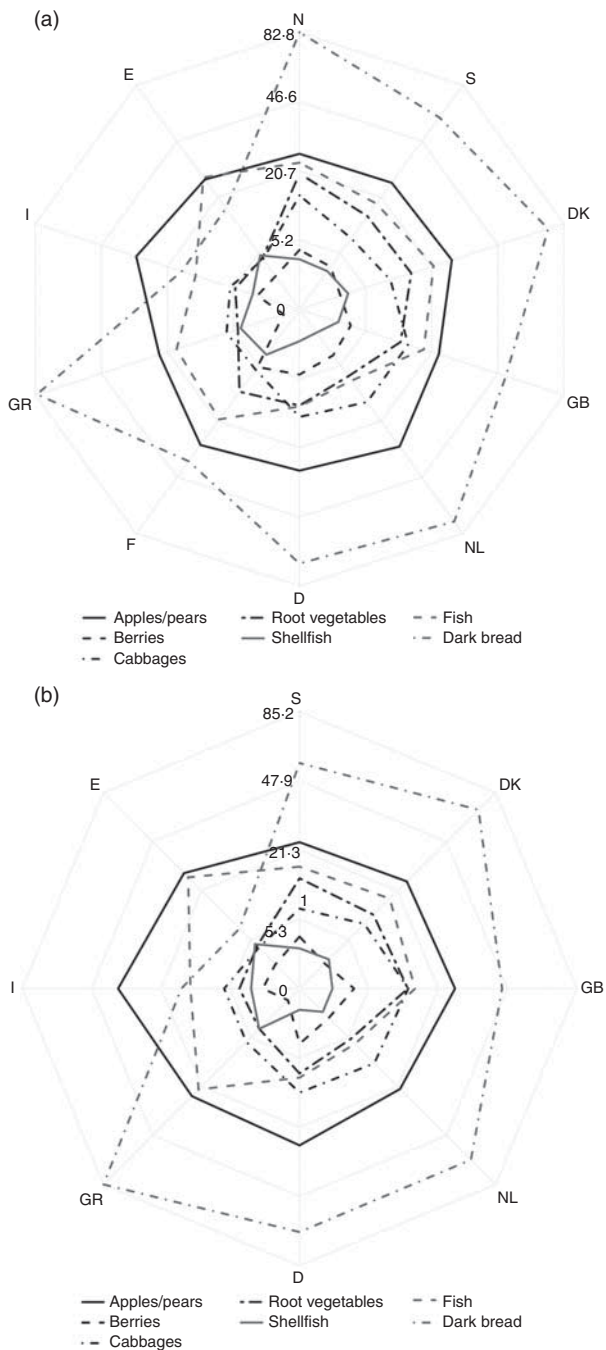 (a)
N
82·8
E
S
46·6
20·7
I
DK
5·2
0
GR
GB
F
NL
D
Apples/pears
Root vegetables
Fish
Berries
Shellfish
Dark bread
Cabbages
(b)
S
85·2
E
DK
47·9
21·3
1
5·3
I
0
GB
GR
NL
D
Apples/pears
Root vegetables
Fish
Berries
Shellfish
Dark bread
Cabbages